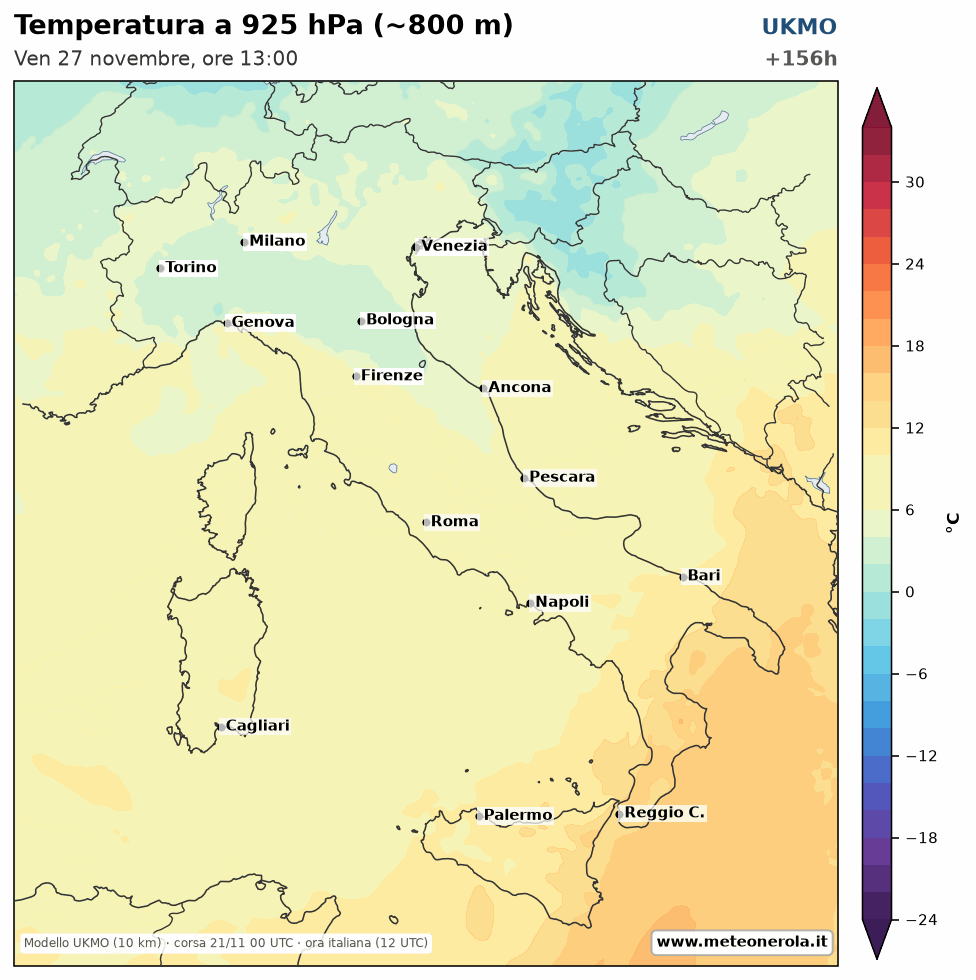 Temperatura a 925 hPa (~800 m)
UKMO
Ven 27 novembre, ore 13:00
+156h
Milano
Venezia
Torino
Genova
Bologna
Firenze
Ancona
Pescara
Roma
Bari
Napoli
Cagliari
Palermo
Reggio C.
30
24
18
12
6
0
−6
−12
−18
−24
°C
Modello UKMO (10 km) · corsa 21/11 00 UTC · ora italiana (12 UTC)
www.meteonerola.it